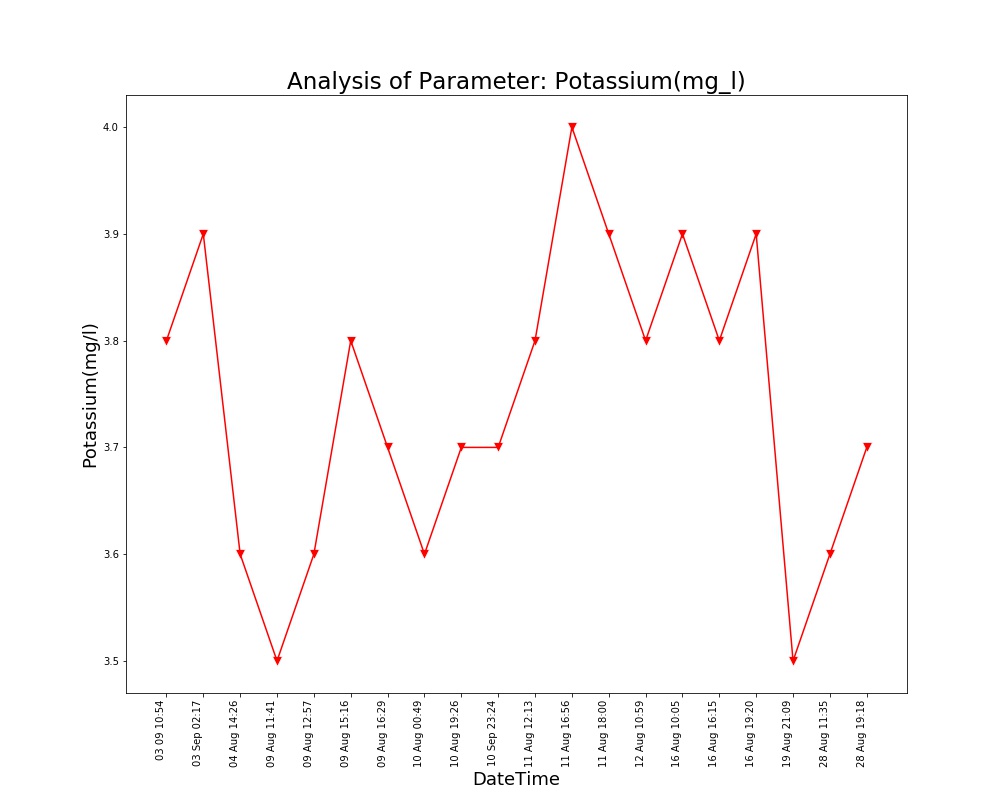 Analysis of Parameter: Potassium(mg_l)
Potassium(mg/l)
4.0
3.9
3.8
3.7
3.6
3.5
03 09 10:54
03 Sep 02:17
04 Aug 14:26
09 Aug 11:41
09 Aug 12:57
09 Aug 15:16
09 Aug 16:29
10 Aug 00:49
10 Aug 19:26
10 Sep 23:24
11 Aug 12:13
11 Aug 16:56
11 Aug 18:00
12 Aug 10:59
16 Aug 10:05
16 Aug 16:15
16 Aug 19:20
19 Aug 21:09
28 Aug 11:35
28 Aug 19:18
DateTime